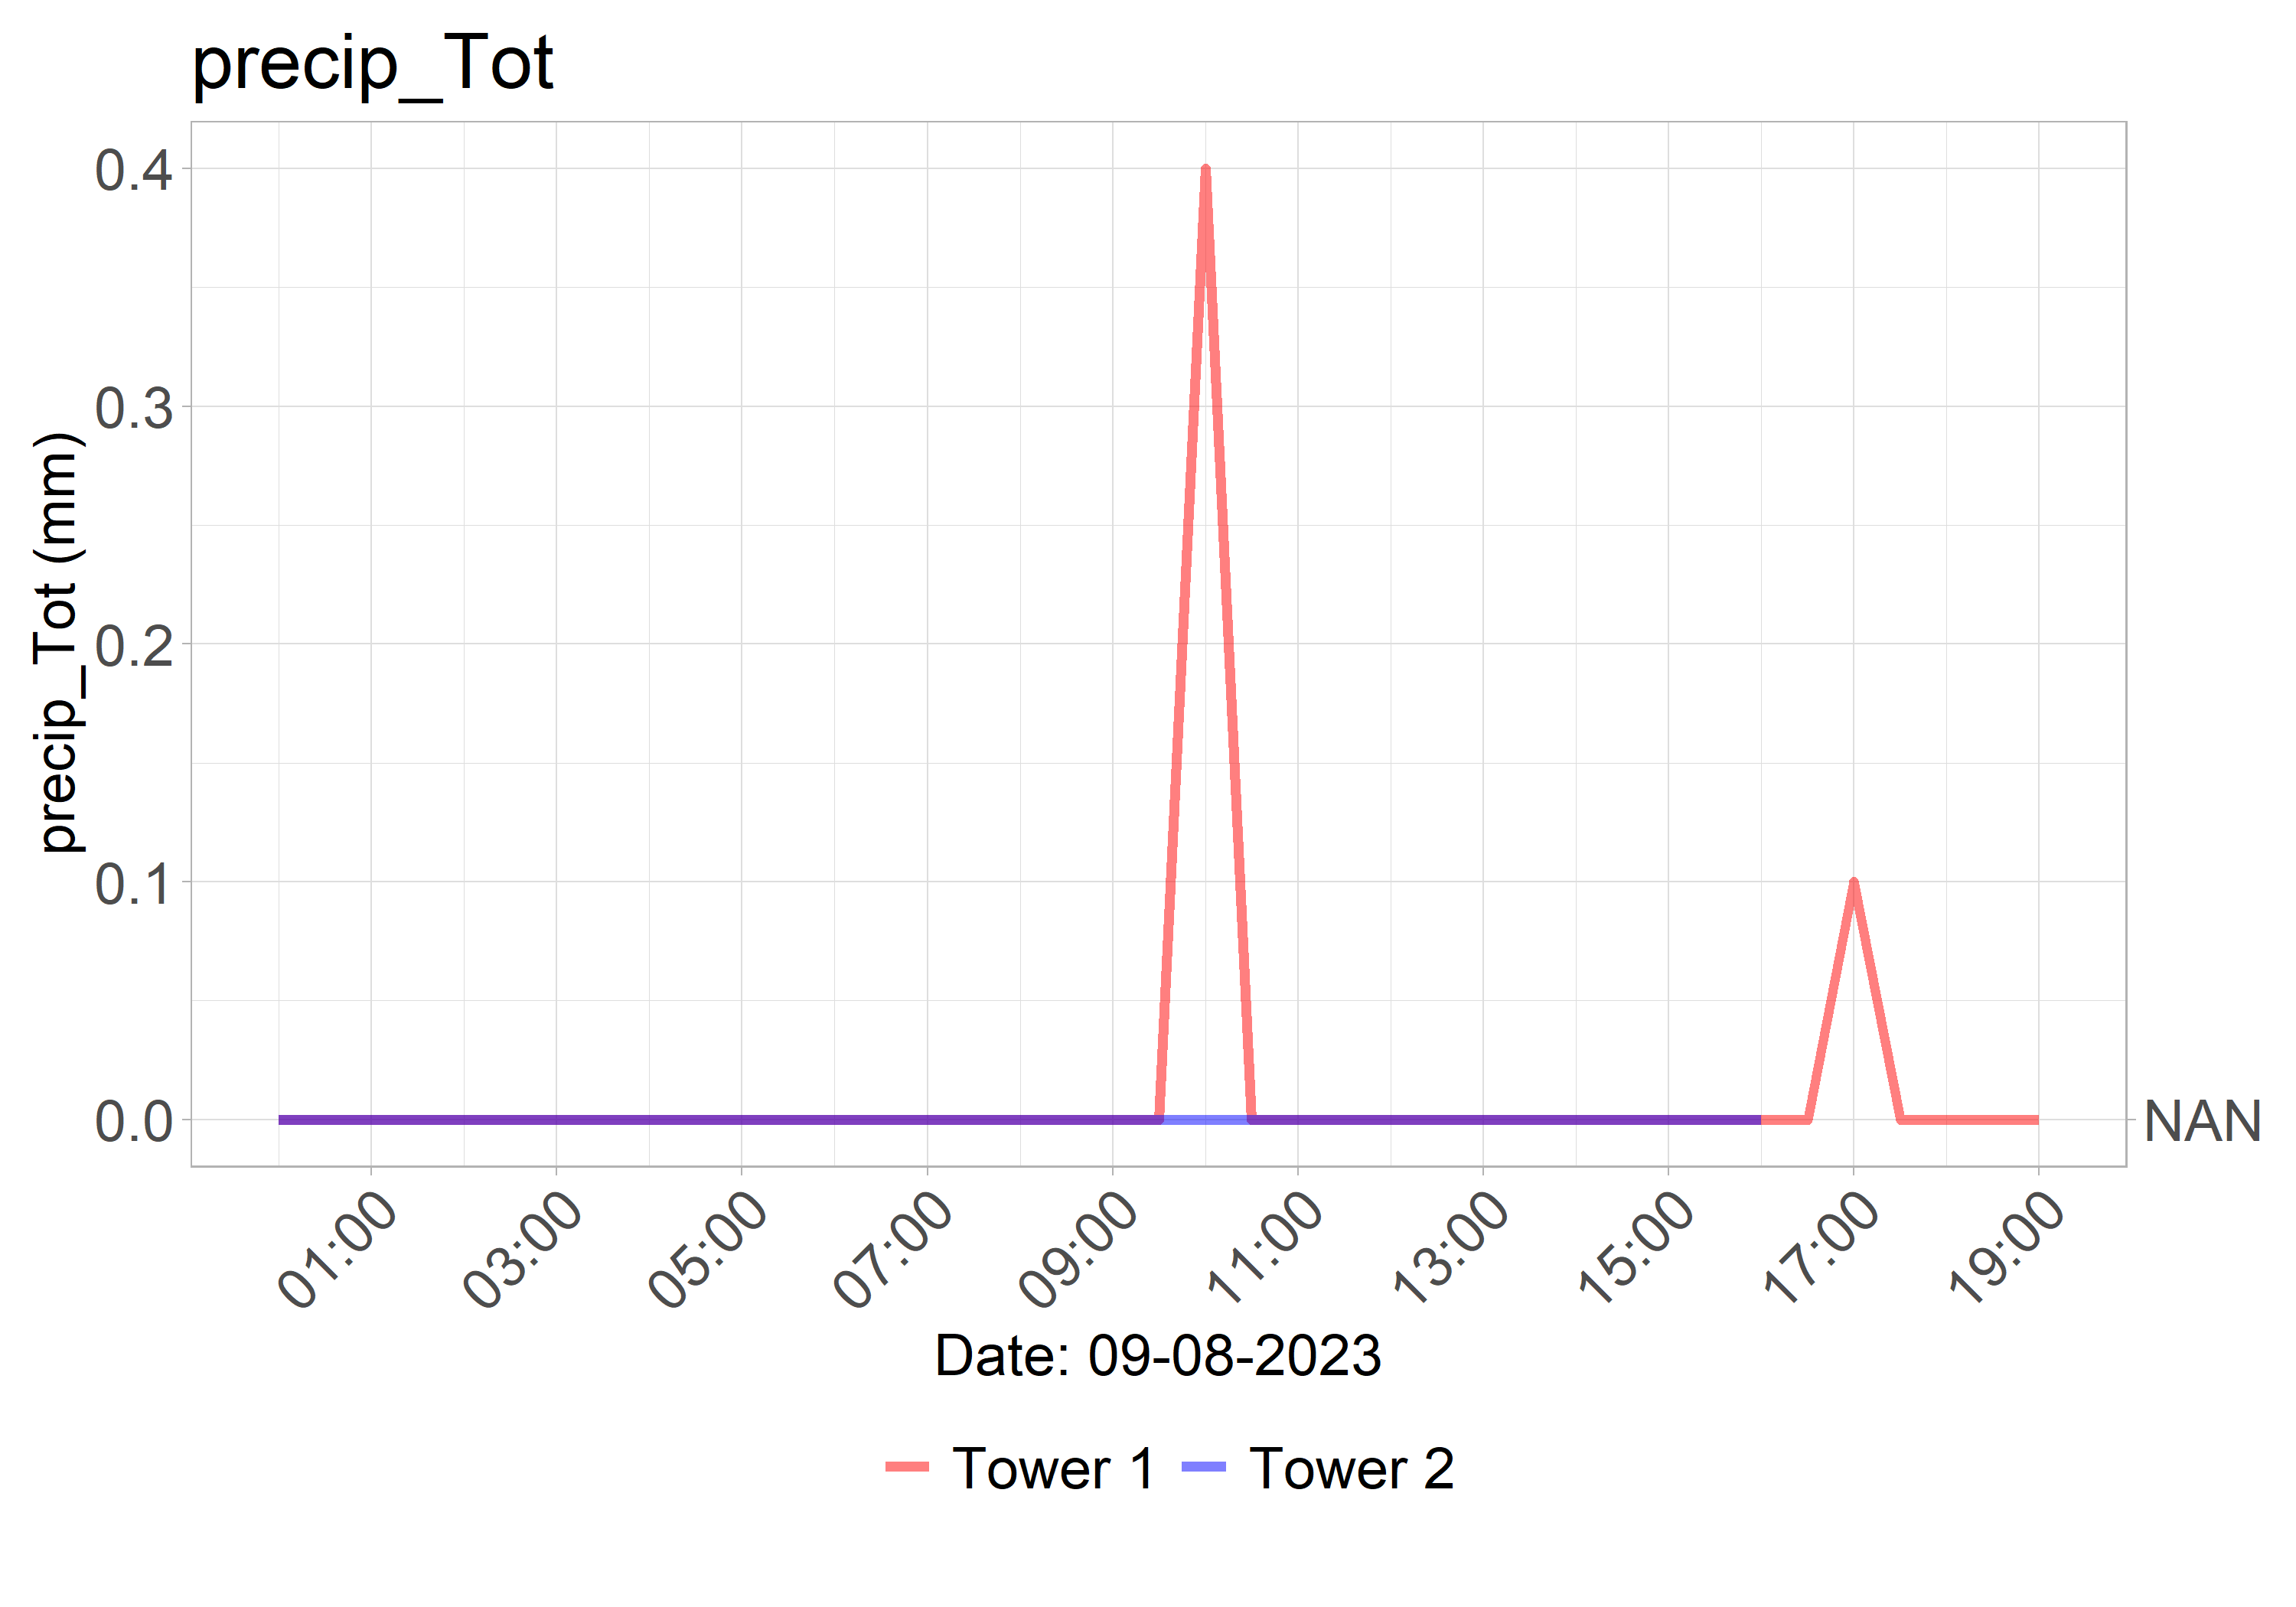 precip_Tot
precip_Tot (mm)
0.4
0.3
0.2
0.1
0.0
NAN
01:00 03:00 05:00 07:00 09:00 11:00 13:00 15:00 17:00 19:00
Date: 09-08-2023
Tower 1 Tower 2